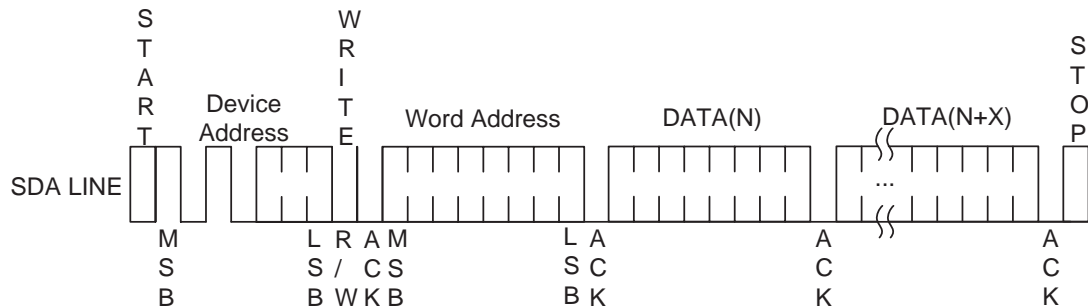 START
WRITE
STOP
Device
Address
Word Address
DATA(N)
DATA(N+X)
SDA LINE
...
MSB
LSB
R/W
ACK
MSB
LSB
ACK
ACK
ACK